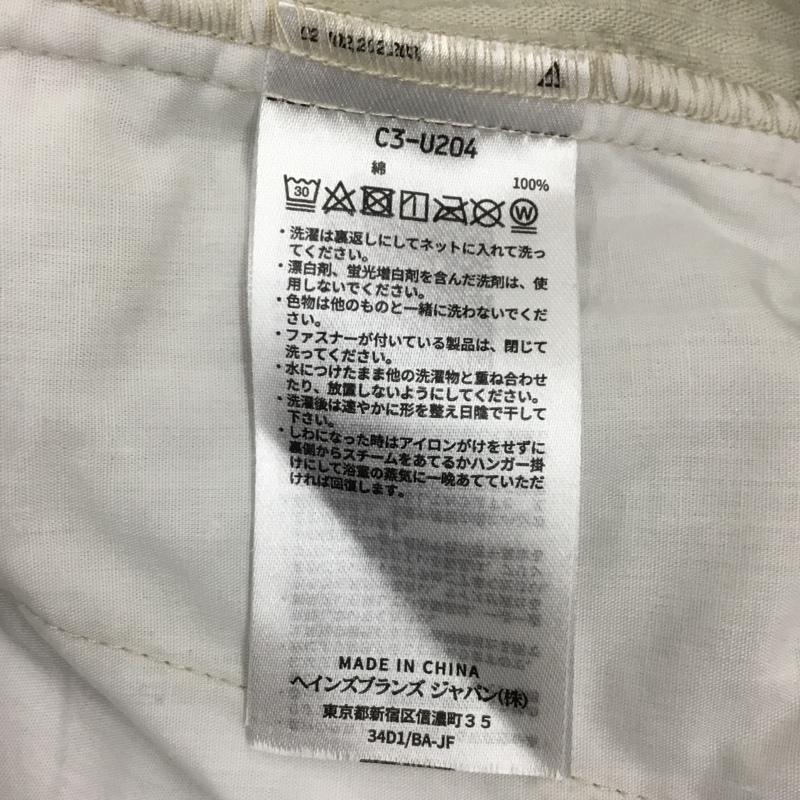 C3-U204
綿 100%
30 W
・洗濯は裏返しにしてネットに入れて洗っ
てください。
・漂白剤、蛍光増白剤を含んだ洗剤は、使
用しないでください。
・色物は他のものと一緒に洗わないでくだ
さい。
・ファスナーが付いている製品は、閉じて
洗ってください。
・水につけたまま他の洗濯物と重ね合わせ
たり、放置しないようにしてください。
・洗濯後は速やかに形を整え日陰で干して
下さい。
・しわになった時はアイロンがけをせずに
裏側からスチームをあてるかハンガー掛
けにして浴室の蒸気に一晩あてていただ
ければ回復します。
MADE IN CHINA
ヘインズブランズ ジャパン(株)
東京都新宿区信濃町35
34D1/BA-JF